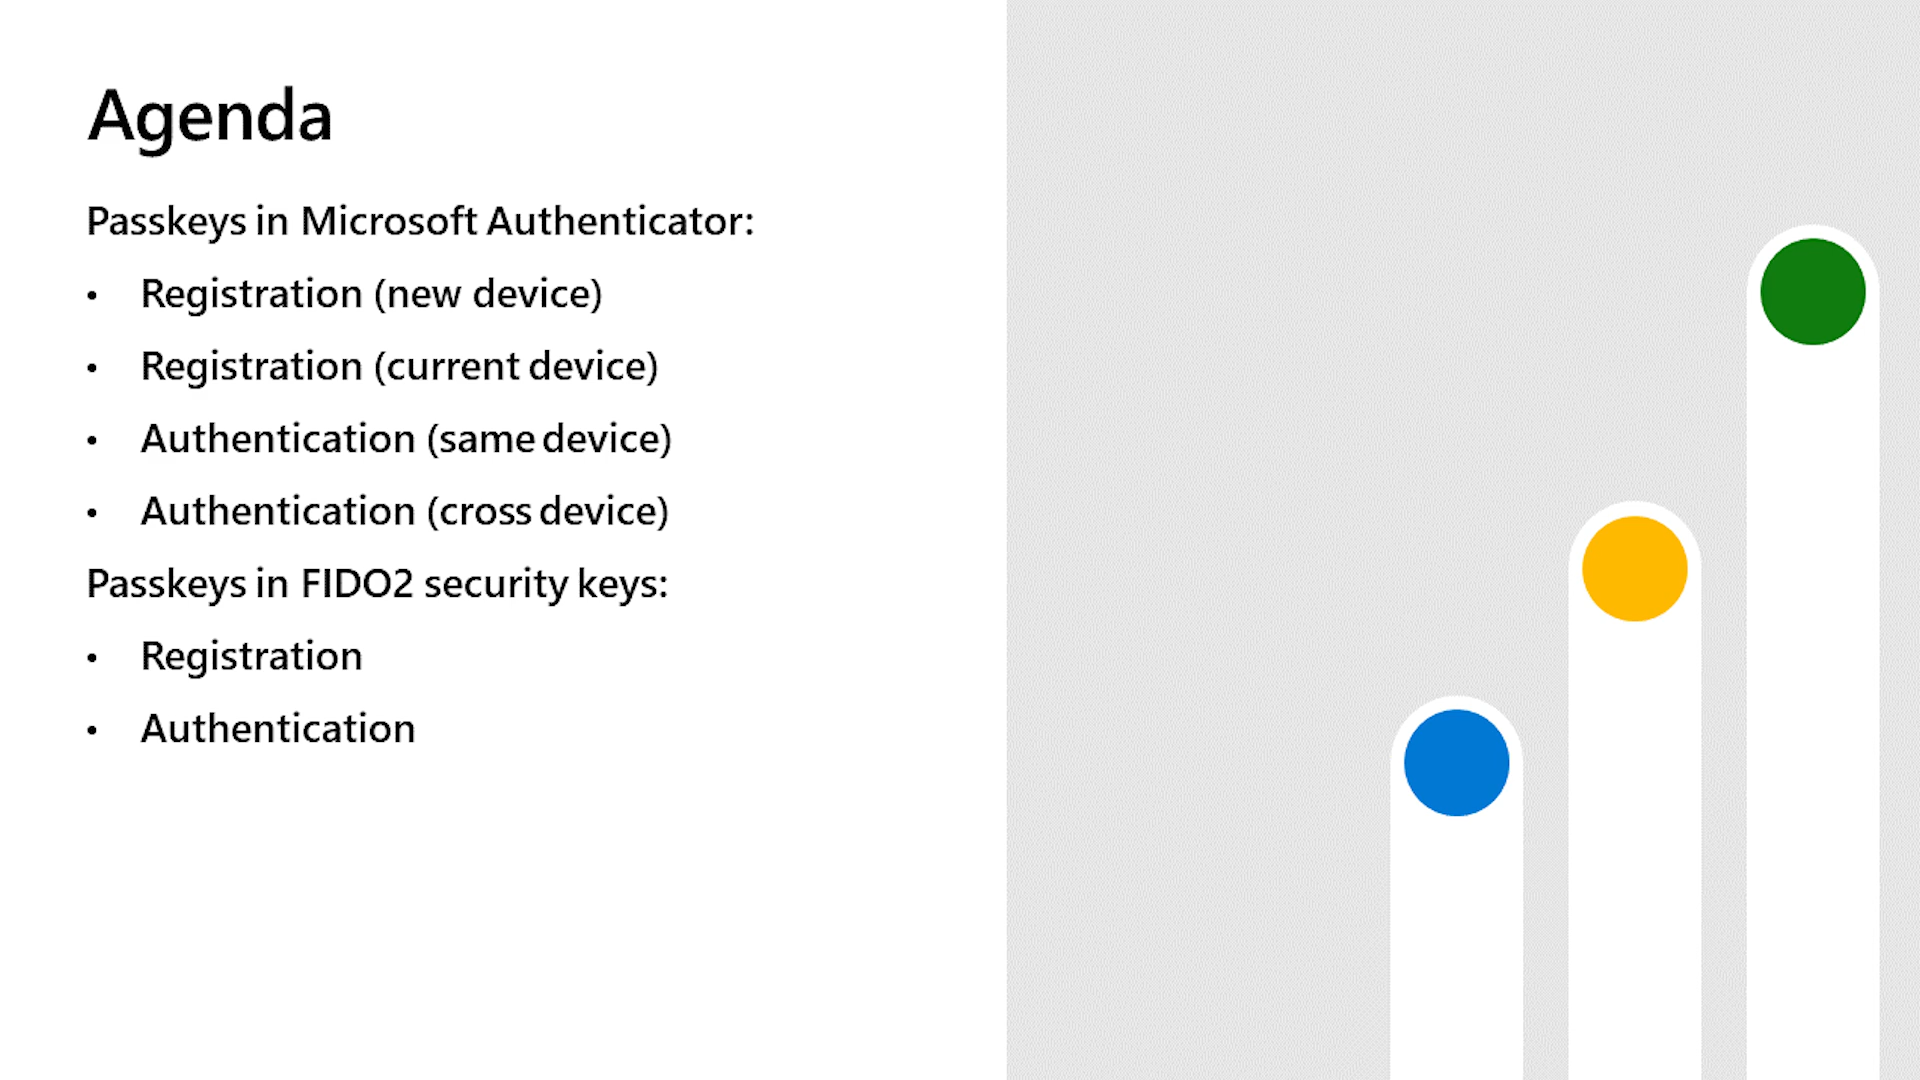 Agenda
Passkeys in Microsoft Authenticator:
• Registration (new device)
• Registration (current device)
• Authentication (same device)
• Authentication (cross device)
Passkeys in FIDO2 security keys:
• Registration
• Authentication